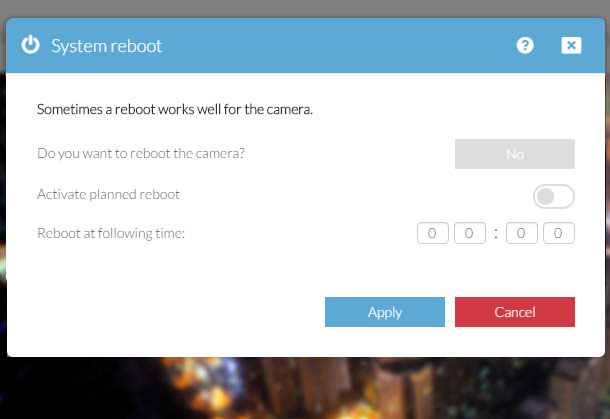 System reboot
Sometimes a reboot works well for the camera.
Do you want to reboot the camera? No
Activate planned reboot
Reboot at following time: 0 0 : 0 0
Apply Cancel